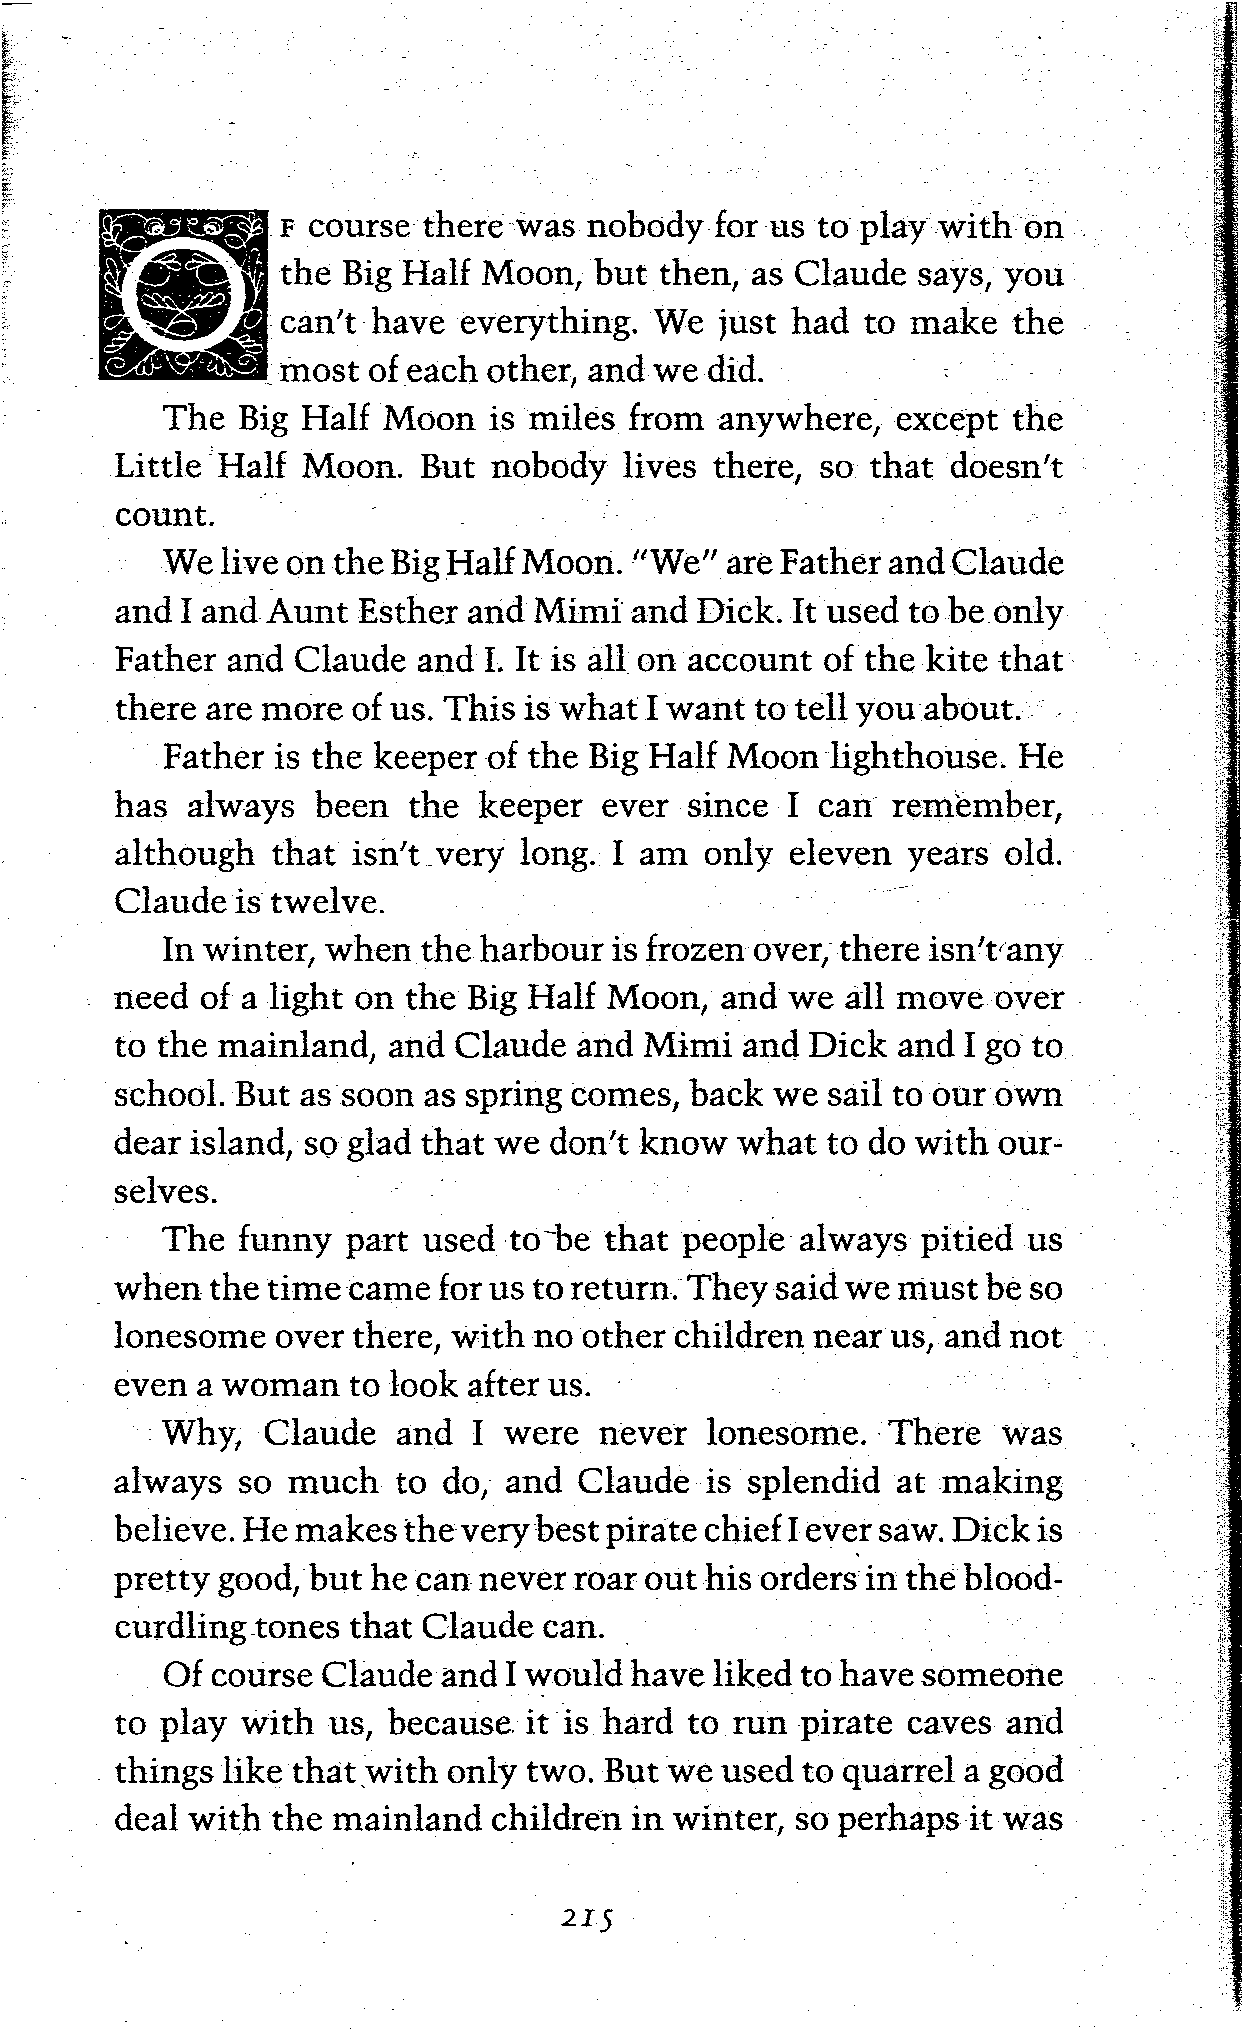 OF course there was nobody for us to play with on
the Big Half Moon, but then, as Claude says, you
can't have everything. We just had to make the
most of each other, and we did.
The Big Half Moon is miles from anywhere, except the
Little Half Moon. But nobody lives there, so that doesn't
count.
We live on the Big Half Moon. "We" are Father and Claude
and I and Aunt Esther and Mimi and Dick. It used to be only
Father and Claude and I. It is all on account of the kite that
there are more of us. This is what I want to tell you about.
Father is the keeper of the Big Half Moon lighthouse. He
has always been the keeper ever since I can remember,
although that isn't very long. I am only eleven years old.
Claude is twelve.
In winter, when the harbour is frozen over, there isn't any
need of a light on the Big Half Moon, and we all move over
to the mainland, and Claude and Mimi and Dick and I go to
school. But as soon as spring comes, back we sail to our own
dear island, so glad that we don't know what to do with our-
selves.
The funny part used to be that people always pitied us
when the time came for us to return. They said we must be so
lonesome over there, with no other children near us, and not
even a woman to look after us.
Why, Claude and I were never lonesome. There was
always so much to do, and Claude is splendid at making
believe. He makes the very best pirate chief I ever saw. Dick is
pretty good, but he can never roar out his orders in the blood-
curdling tones that Claude can.
Of course Claude and I would have liked to have someone
to play with us, because it is hard to run pirate caves and
things like that with only two. But we used to quarrel a good
deal with the mainland children in winter, so perhaps it was
215